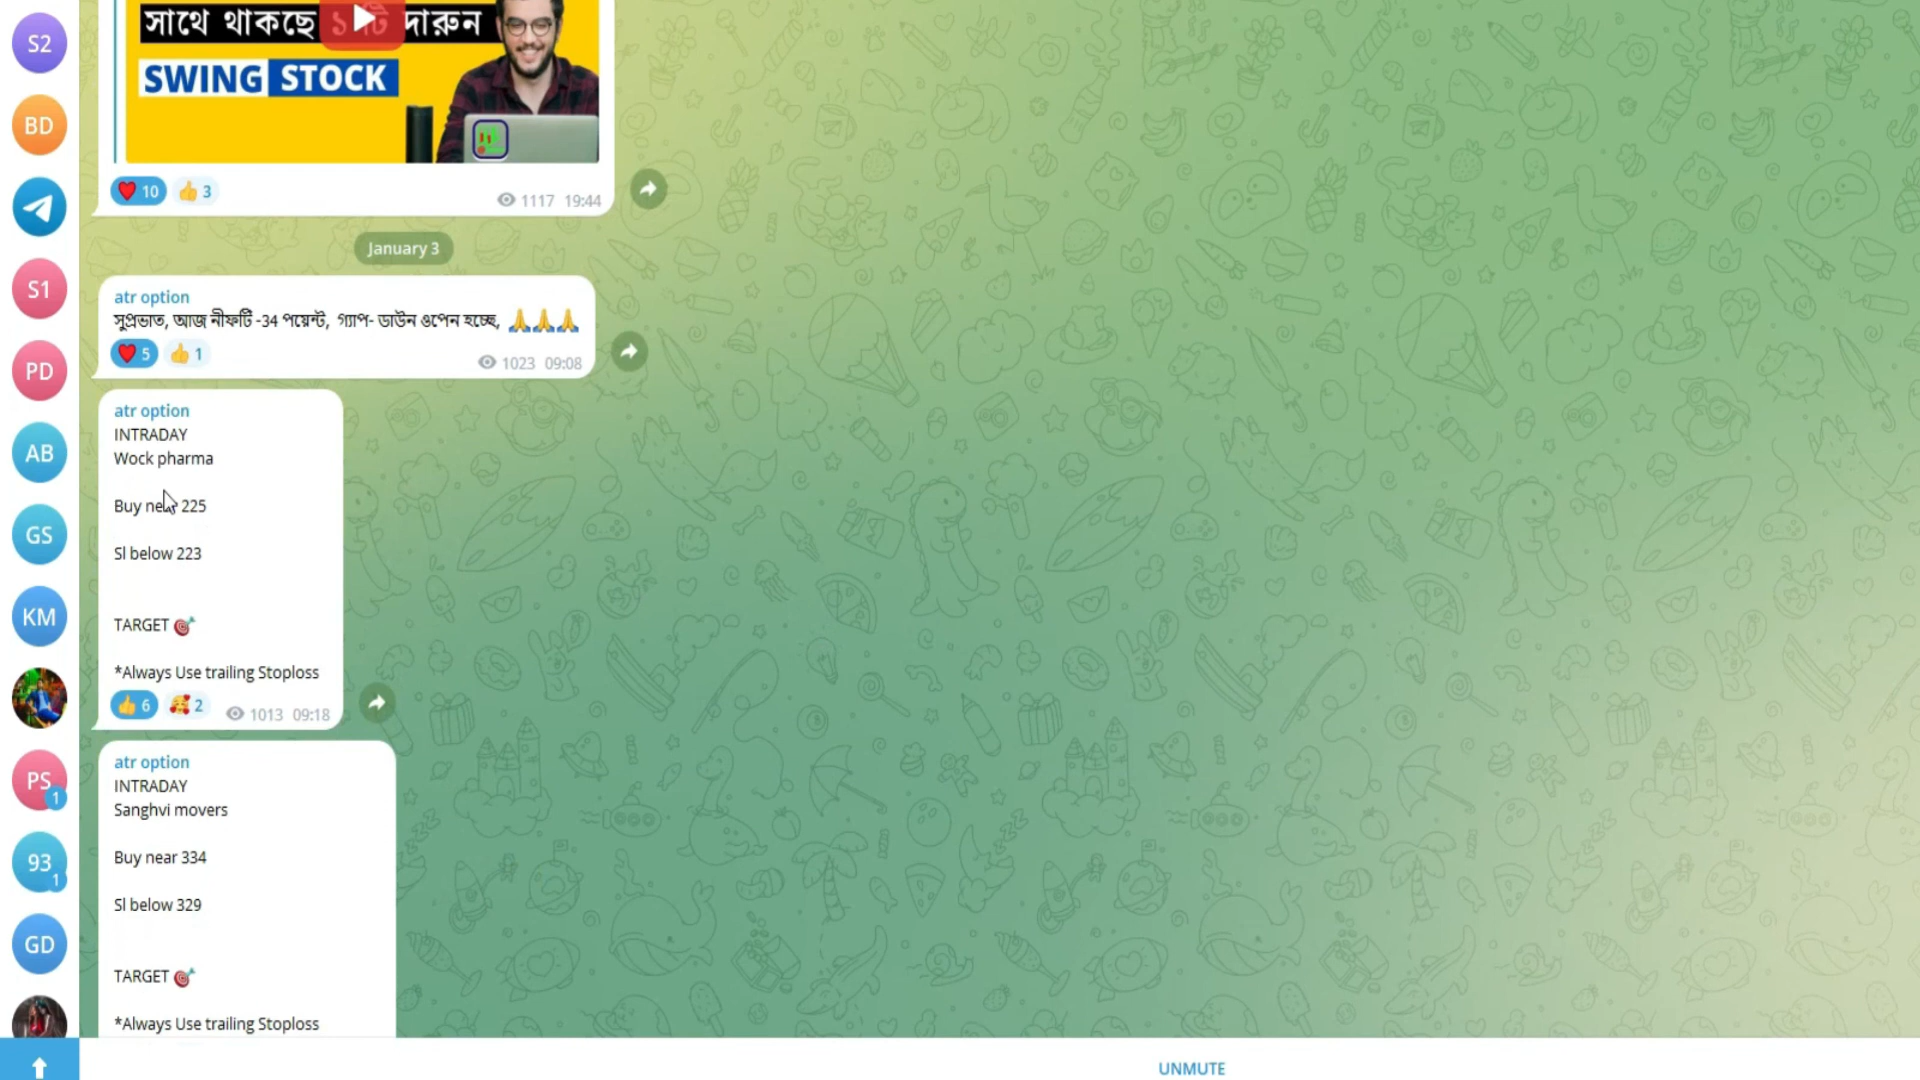 সাথে থাকছে ১টি দারুন
SWING STOCK
❤️ 10 👍 3
1117 19:44
January 3
atr option
সুপ্রভাত, আজ নীফটি -34 পয়েন্ট, গ্যাপ- ডাউন ওপেন হচ্ছে, 🙏🙏🙏
❤️ 5 👍 1
1023 09:08
atr option
INTRADAY
Wock pharma
Buy near 225
Sl below 223
TARGET 🎯
*Always Use trailing Stoploss
👍 6 🥰 2 1013 09:18
atr option
INTRADAY
Sanghvi movers
Buy near 334
Sl below 329
TARGET 🎯
*Always Use trailing Stoploss
S2
BD
S1
PD
AB
GS
KM
PS 1
93 1
GD
UNMUTE